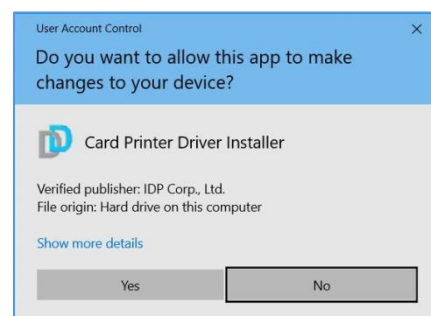 User Account Control
Do you want to allow this app to make
changes to your device?
Card Printer Driver Installer
Verified publisher: IDP Corp., Ltd.
File origin: Hard drive on this computer
Show more details
Yes
No